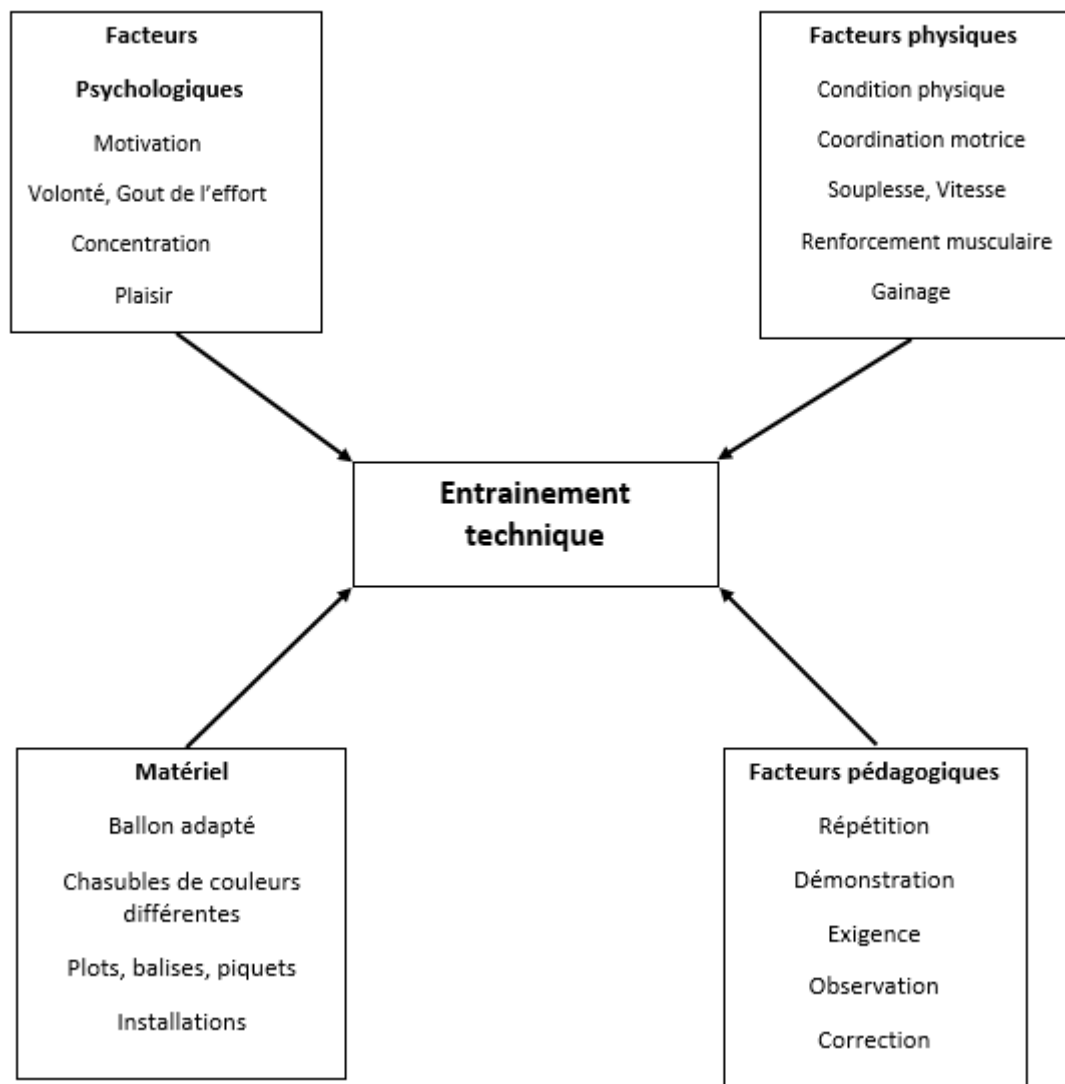 Facteurs
Psychologiques
Motivation
Volonté, Gout de l’effort
Concentration
Plaisir
Facteurs physiques
Condition physique
Coordination motrice
Souplesse, Vitesse
Renforcement musculaire
Gainage
Entrainement
technique
Matériel
Ballon adapté
Chasubles de couleurs
différentes
Plots, balises, piquets
Installations
Facteurs pédagogiques
Répétition
Démonstration
Exigence
Observation
Correction